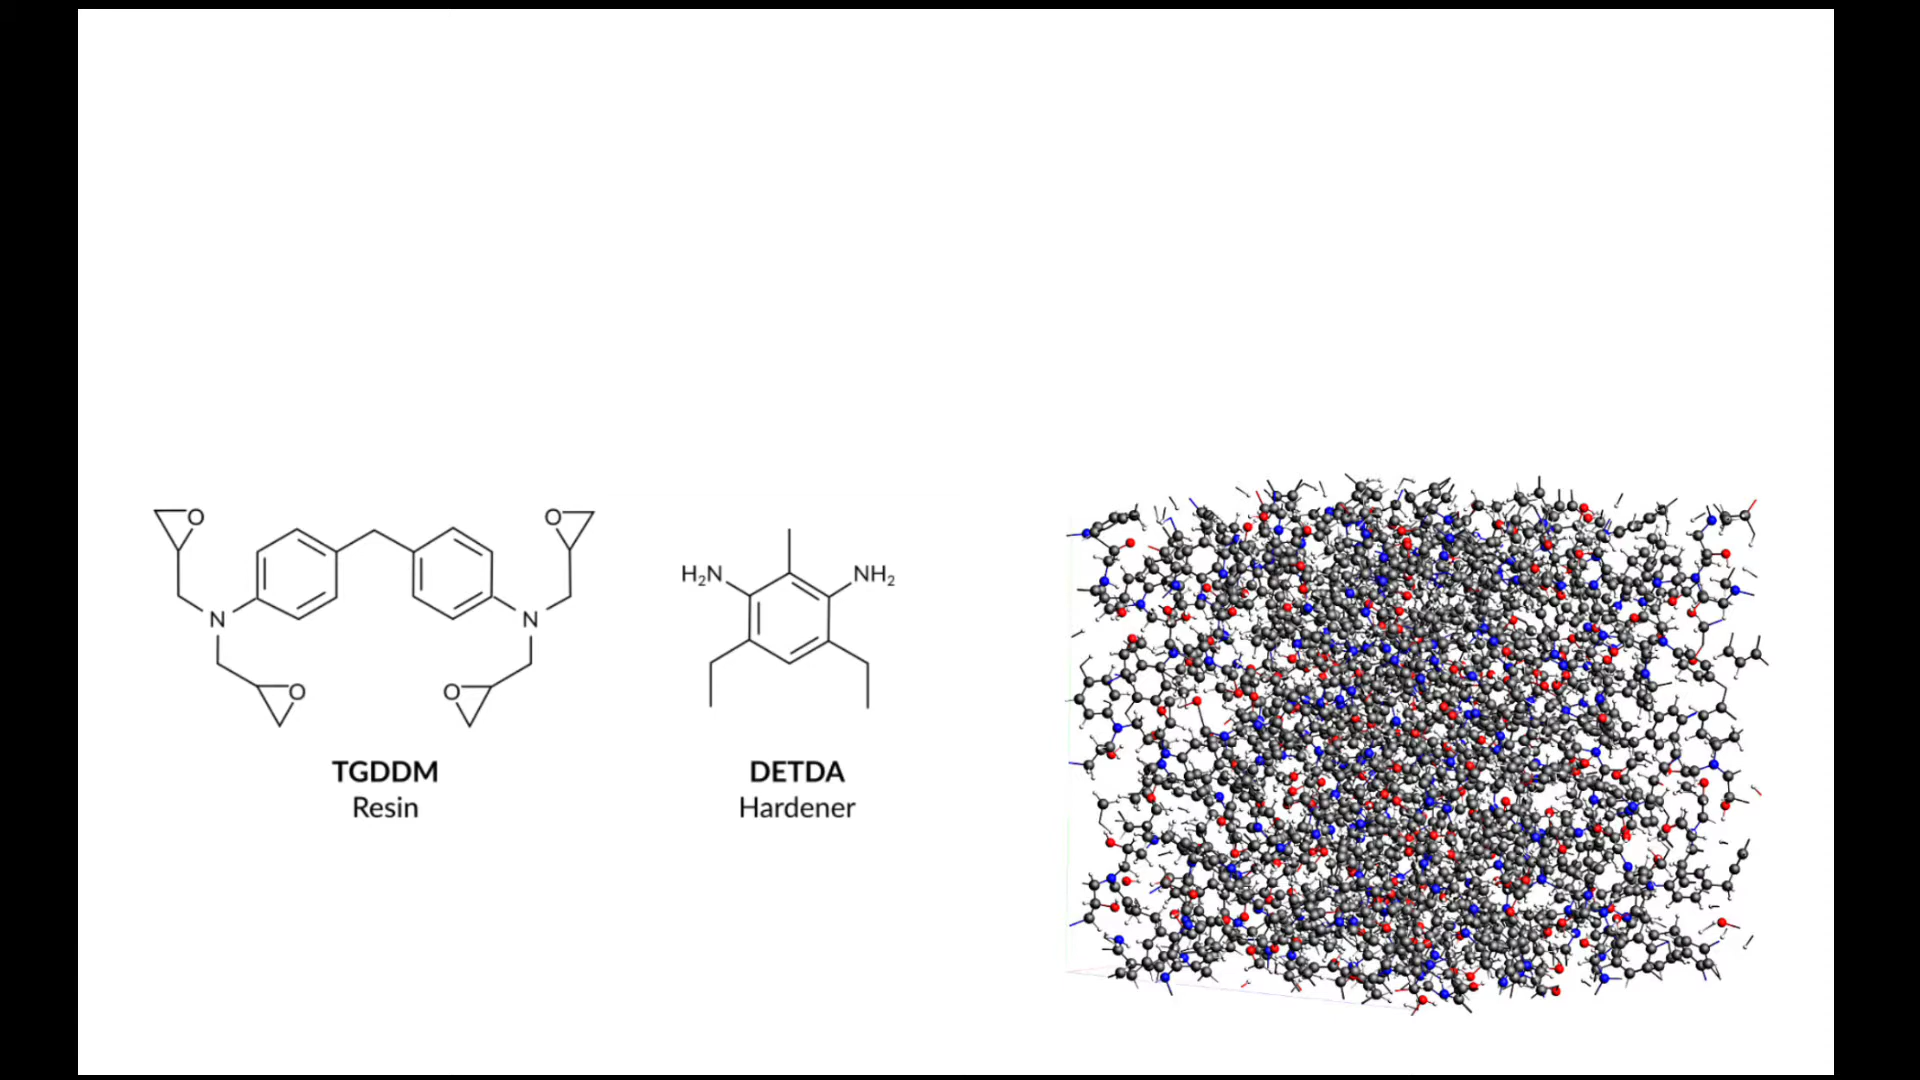 O
O
H₂N
NH₂
N
N
O
O
TGDDM
Resin
DETDA
Hardener